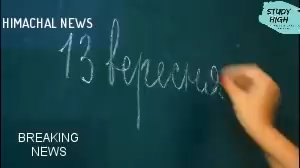 HIMACHAL NEWS
STUDY
HIGH
13 вересня
BREAKING
NEWS